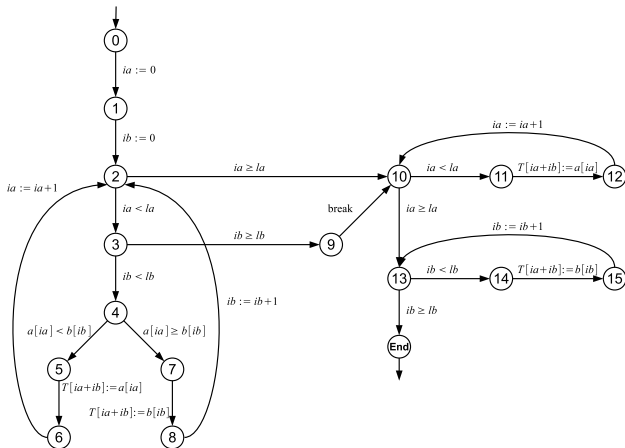 0
ia := 0
1
ia := ia+1
ib := 0
2
ia ≥ la
10
ia < la
11
T[ia+ib]:=a[ia]
12
ia := ia+1
ia < la
break
ia ≥ la
3
ib ≥ lb
9
ib := ib+1
ib < lb
13
ib < lb
14
T[ia+ib]:=b[ib]
15
4
ib := ib+1
ib ≥ lb
a[ia] < b[ib]
a[ia] ≥ b[ib]
End
5
7
T[ia+ib]:=a[ia]
T[ia+ib]:=b[ib]
6
8